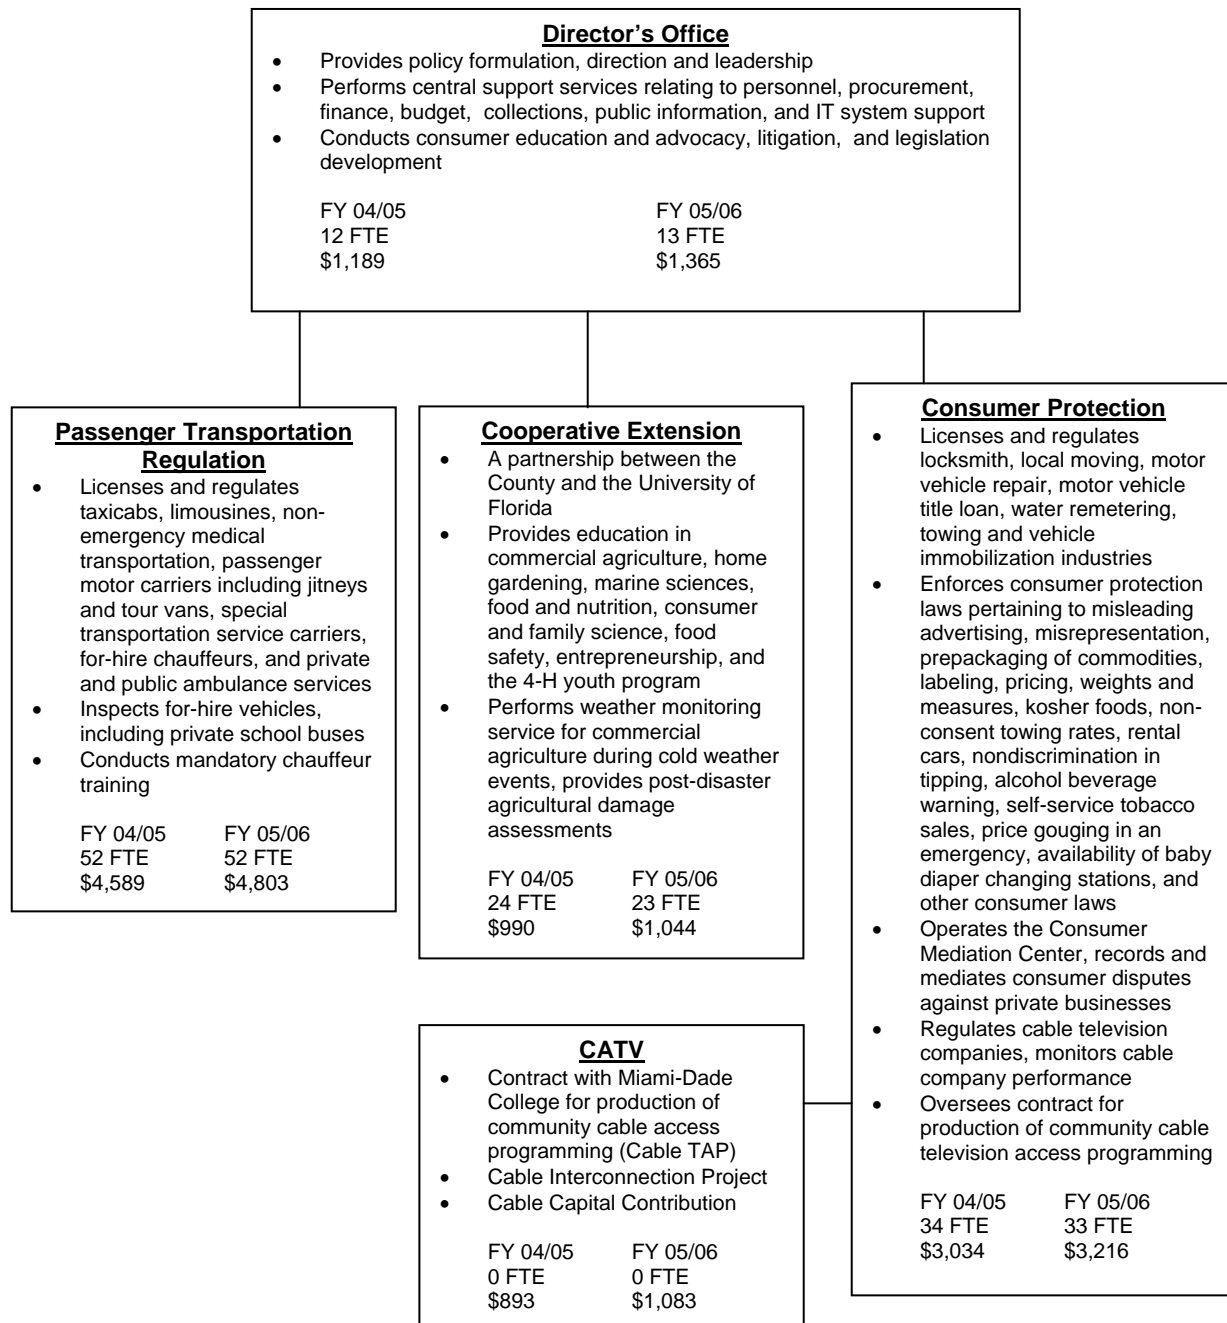 Director's Office
• Provides policy formulation, direction and leadership
• Performs central support services relating to personnel, procurement,
finance, budget, collections, public information, and IT system support
• Conducts consumer education and advocacy, litigation, and legislation
development
FY 04/05 FY 05/06
12 FTE 13 FTE
$1,189 $1,365
Passenger Transportation
Regulation
• Licenses and regulates
taxicabs, limousines, non-
emergency medical
transportation, passenger
motor carriers including jitneys
and tour vans, special
transportation service carriers,
for-hire chauffeurs, and private
and public ambulance services
• Inspects for-hire vehicles,
including private school buses
• Conducts mandatory chauffeur
training
FY 04/05 FY 05/06
52 FTE 52 FTE
$4,589 $4,803
Cooperative Extension
• A partnership between the
County and the University of
Florida
• Provides education in
commercial agriculture, home
gardening, marine sciences,
food and nutrition, consumer
and family science, food
safety, entrepreneurship, and
the 4-H youth program
• Performs weather monitoring
service for commercial
agriculture during cold weather
events, provides post-disaster
agricultural damage
assessments
FY 04/05 FY 05/06
24 FTE 23 FTE
$990 $1,044
Consumer Protection
• Licenses and regulates
locksmith, local moving, motor
vehicle repair, motor vehicle
title loan, water remetering,
towing and vehicle
immobilization industries
• Enforces consumer protection
laws pertaining to misleading
advertising, misrepresentation,
prepackaging of commodities,
labeling, pricing, weights and
measures, kosher foods, non-
consent towing rates, rental
cars, nondiscrimination in
tipping, alcohol beverage
warning, self-service tobacco
sales, price gouging in an
emergency, availability of baby
diaper changing stations, and
other consumer laws
• Operates the Consumer
Mediation Center, records and
mediates consumer disputes
against private businesses
• Regulates cable television
companies, monitors cable
company performance
• Oversees contract for
production of community cable
television access programming
FY 04/05 FY 05/06
34 FTE 33 FTE
$3,034 $3,216
CATV
• Contract with Miami-Dade
College for production of
community cable access
programming (Cable TAP)
• Cable Interconnection Project
• Cable Capital Contribution
FY 04/05 FY 05/06
0 FTE 0 FTE
$893 $1,083